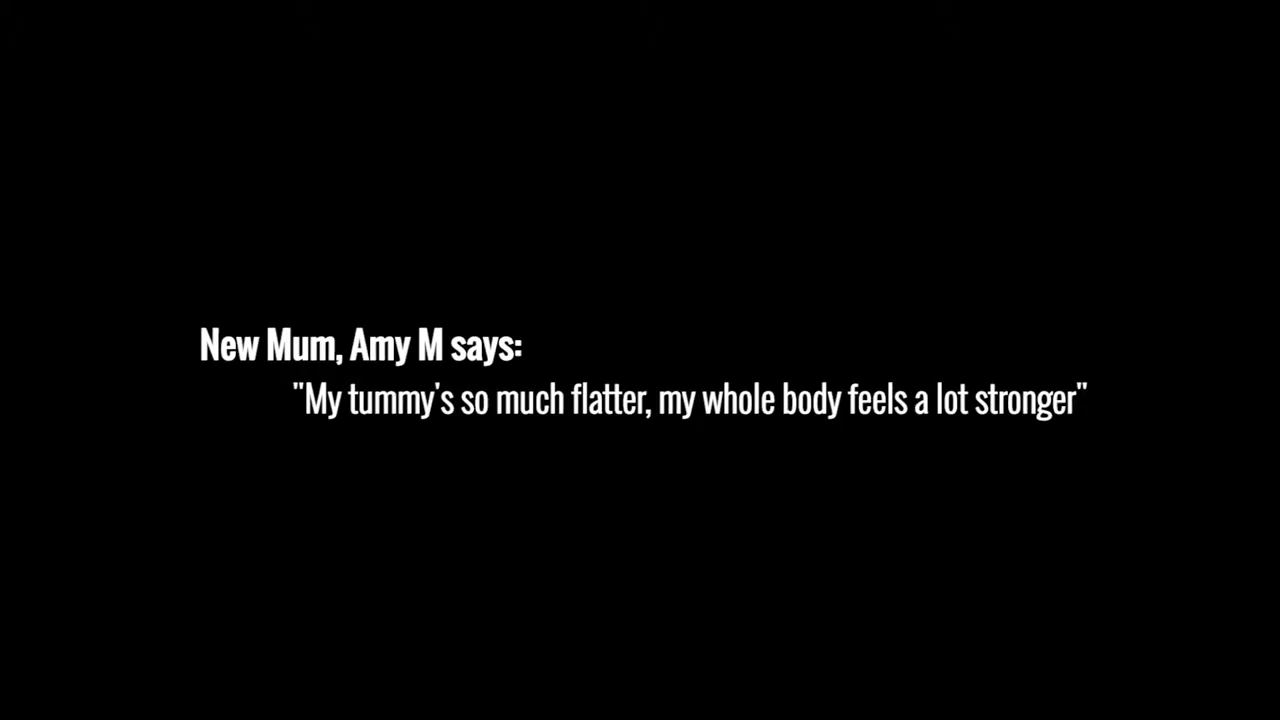 New Mum, Amy M says:
"My tummy's so much flatter, my whole body feels a lot stronger"